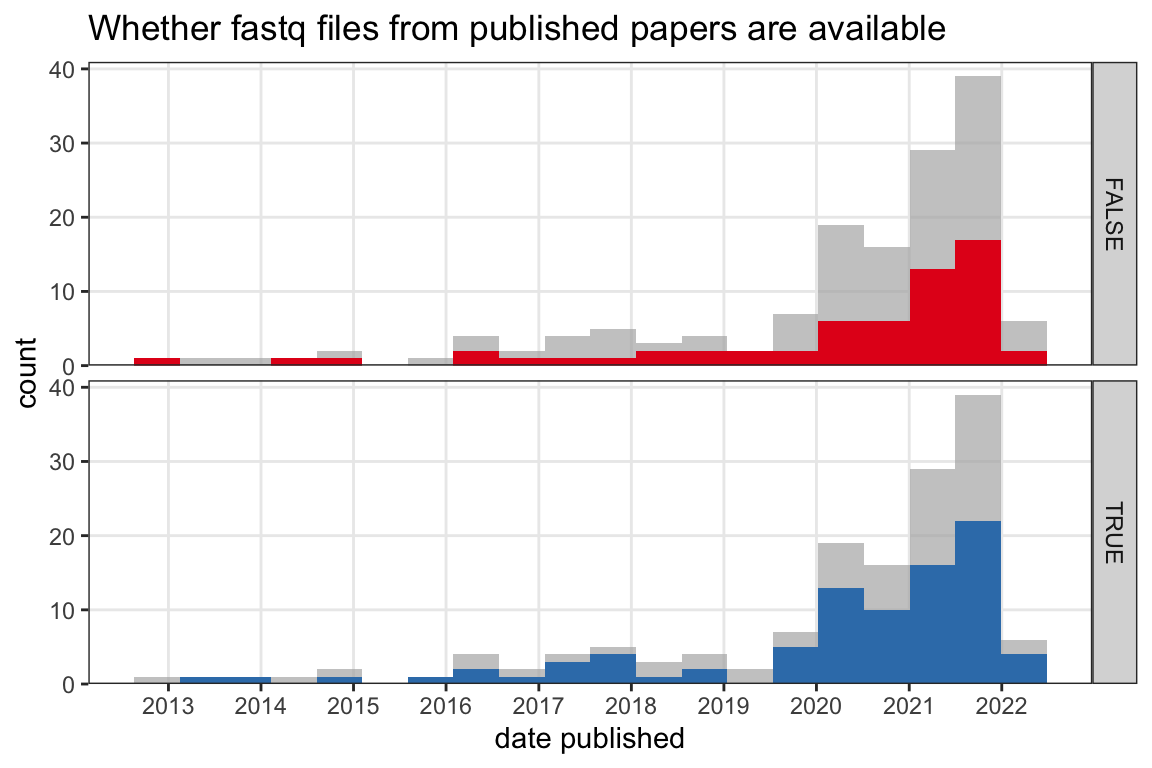 Whether fastq files from published papers are available
count
40
30
20
10
0
FALSE
40
30
20
10
0
TRUE
2013 2014 2015 2016 2017 2018 2019 2020 2021 2022
date published